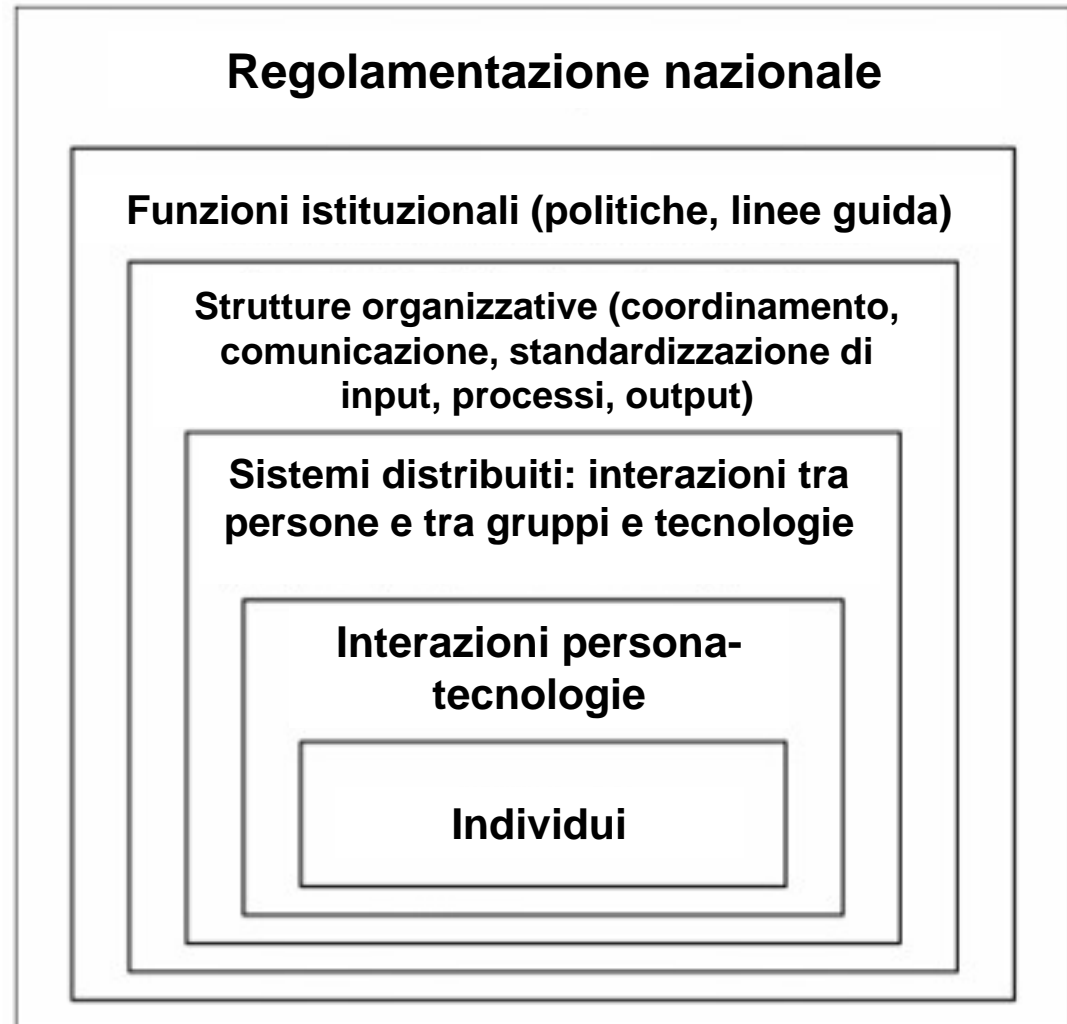 Regolamentazione nazionale
Funzioni istituzionali (politiche, linee guida)
Strutture organizzative (coordinamento,
comunicazione, standardizzazione di
input, processi, output)
Sistemi distribuiti: interazioni tra
persone e tra gruppi e tecnologie
Interazioni persona-
tecnologie
Individui